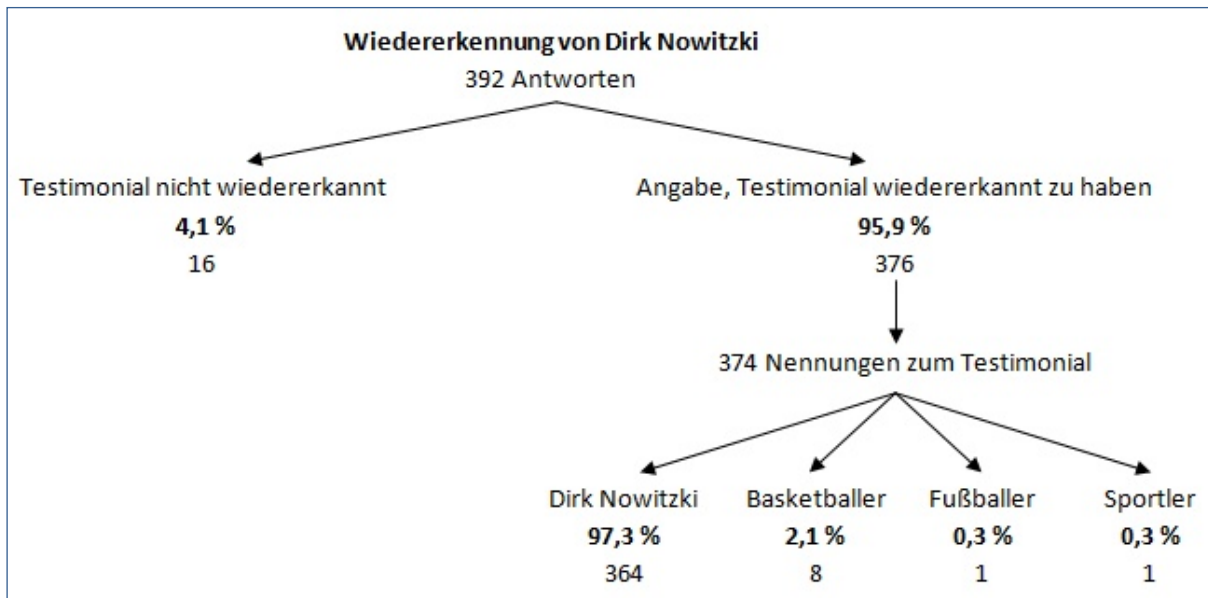 Wiedererkennung von Dirk Nowitzki
392 Antworten
Testimonial nicht wiedererkannt
4,1 %
16
Angabe, Testimonial wiedererkannt zu haben
95,9 %
376
374 Nennungen zum Testimonial
Dirk Nowitzki
97,3 %
364
Basketballer
2,1 %
8
Fußballer
0,3 %
1
Sportler
0,3 %
1